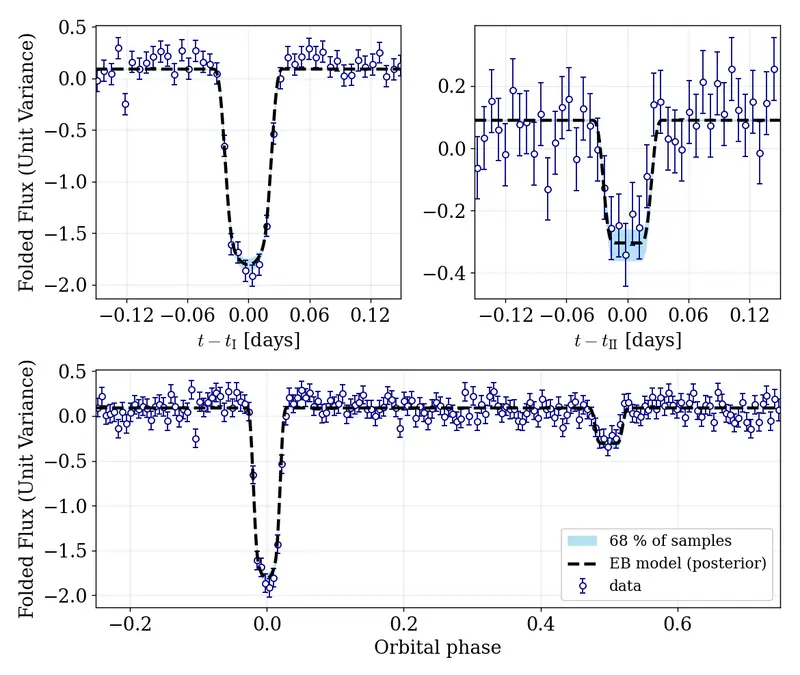 Folded Flux (Unit Variance)
0.5
0.0
−0.5
−1.0
−1.5
−2.0
−0.12 −0.06 0.00 0.06 0.12
t − t_I [days]
0.2
0.0
−0.2
−0.4
−0.12 −0.06 0.00 0.06 0.12
t − t_II [days]
Folded Flux (Unit Variance)
0.5
0.0
−0.5
−1.0
−1.5
−2.0
68 % of samples
EB model (posterior)
data
−0.2 0.0 0.2 0.4 0.6
Orbital phase